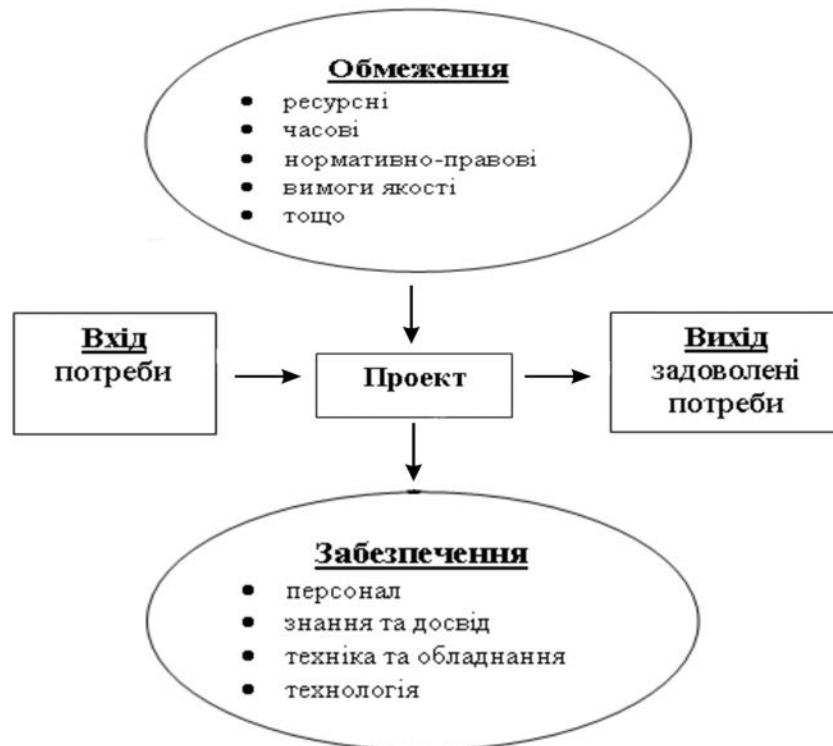 Обмеження
• ресурсні
• часові
• нормативно-правові
• вимоги якості
• тощо
Вхід
потреби
Проект
Вихід
задоволені
потреби
Забезпечення
• персонал
• знання та досвід
• техніка та обладнання
• технологія